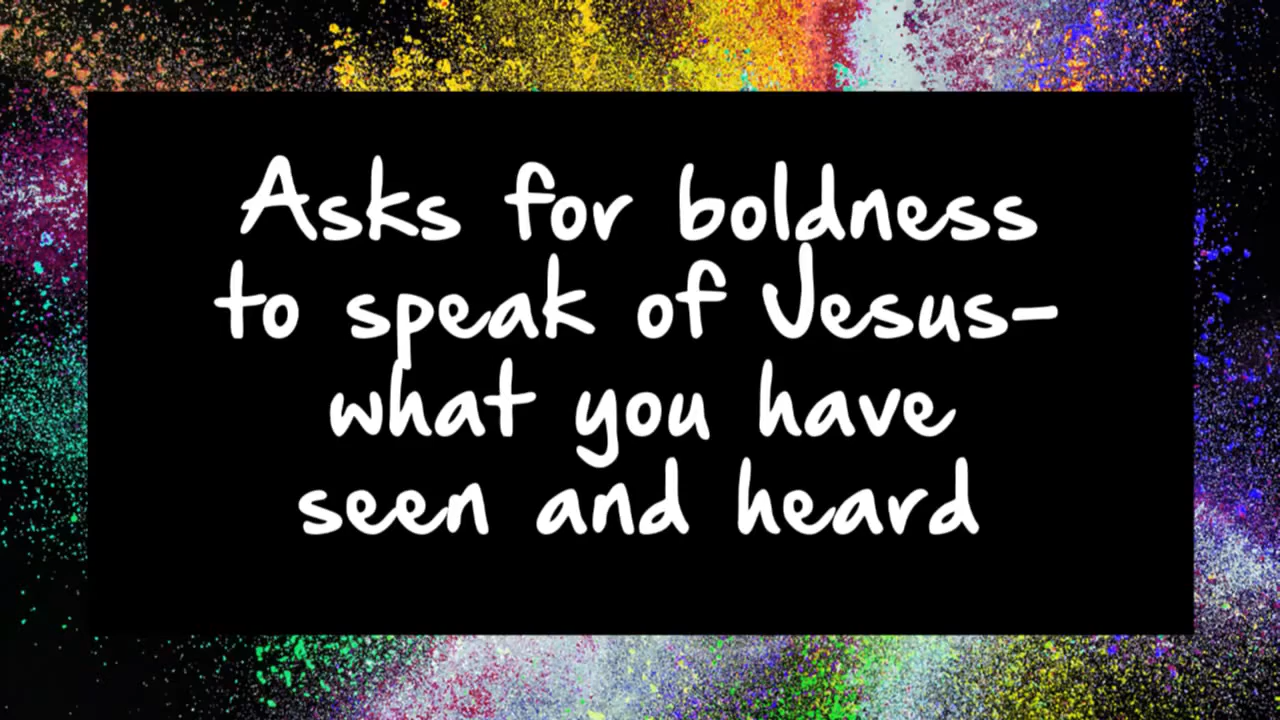 Asks for boldness
to speak of Jesus-
what you have
seen and heard